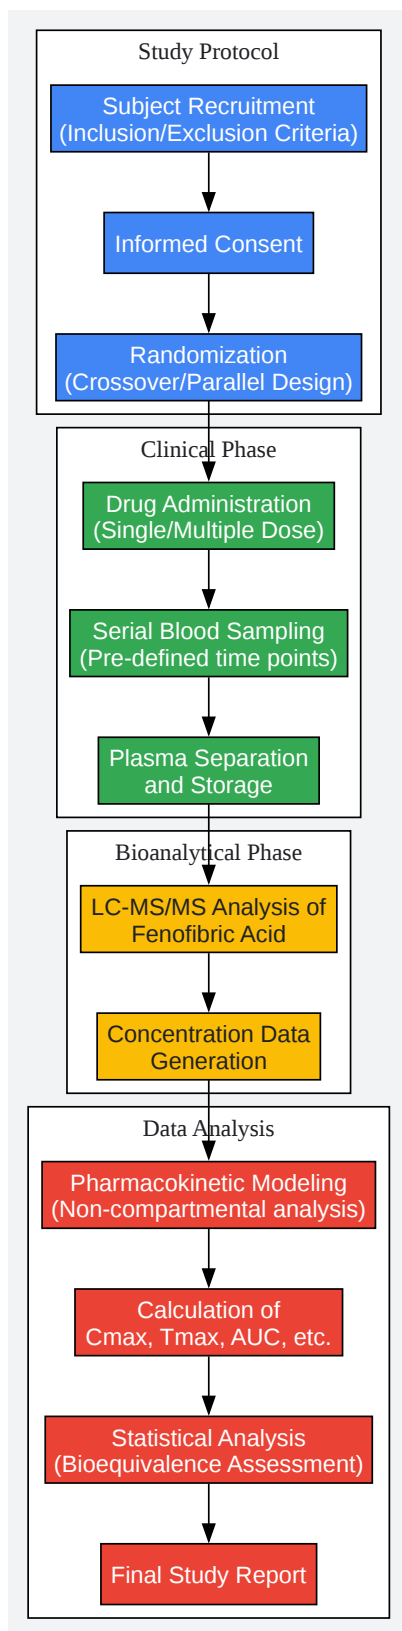 Study Protocol
Subject Recruitment
(Inclusion/Exclusion Criteria)
Informed Consent
Randomization
(Crossover/Parallel Design)
Clinical Phase
Drug Administration
(Single/Multiple Dose)
Serial Blood Sampling
(Pre-defined time points)
Plasma Separation
and Storage
Bioanalytical Phase
LC-MS/MS Analysis of
Fenofibric Acid
Concentration Data
Generation
Data Analysis
Pharmacokinetic Modeling
(Non-compartmental analysis)
Calculation of
Cmax, Tmax, AUC, etc.
Statistical Analysis
(Bioequivalence Assessment)
Final Study Report